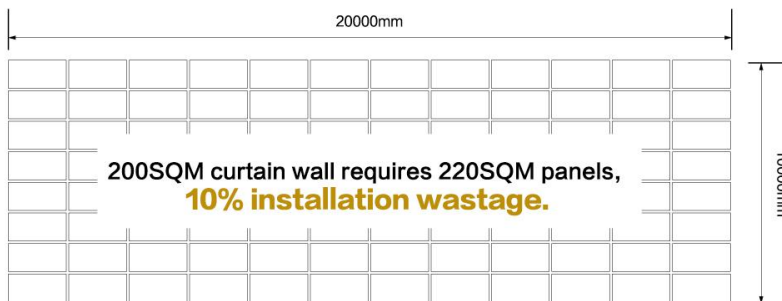 20000mm
200SQM curtain wall requires 220SQM panels,
10% installation wastage.